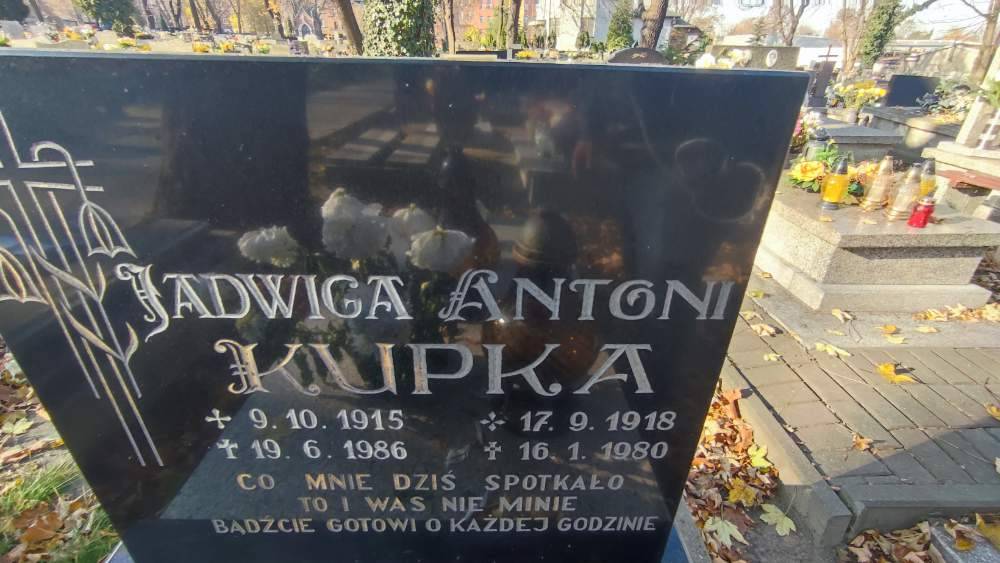 JADWIGA ANTONI
KUPKA
9. 10. 1915 17. 9. 1918
19. 6. 1986 16. 1. 1980
CO MNIE DZIŚ SPOTKAŁO
TO I WAS NIE MINIE
BĄDŹCIE GOTOWI O KAŻDEJ GODZINIE